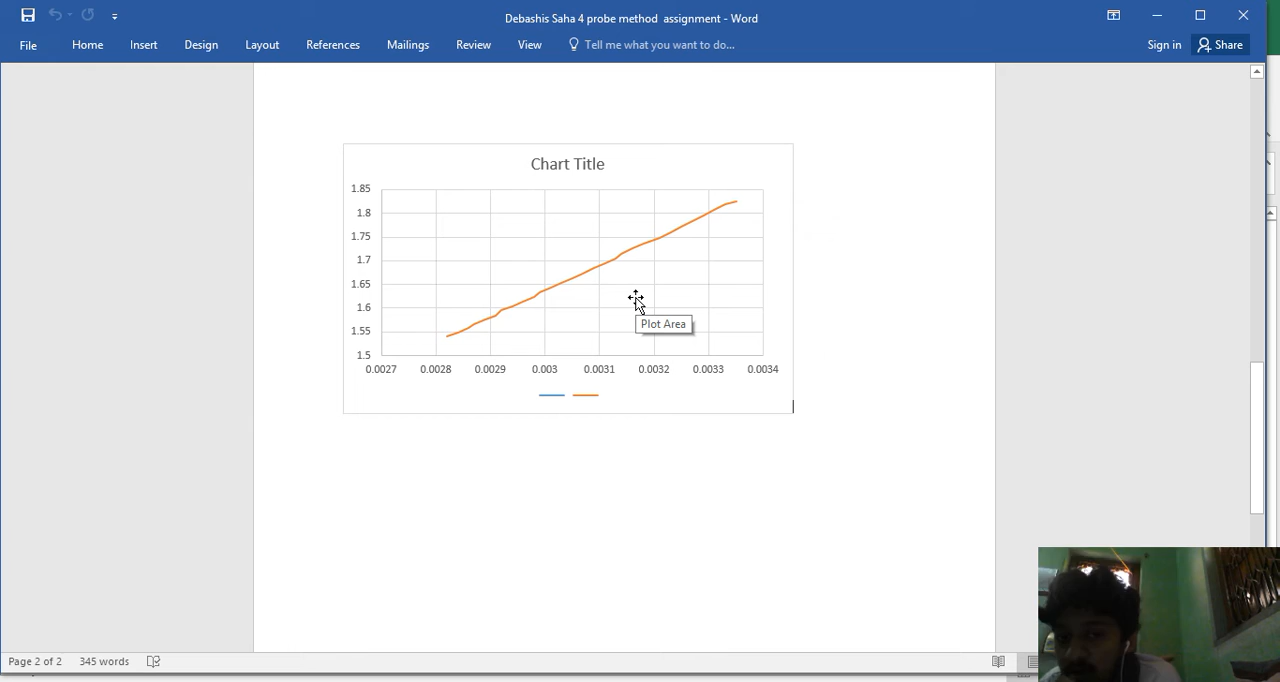 Debashis Saha 4 probe method  assignment - Word
File Home Insert Design Layout References Mailings Review View Tell me what you want to do... Sign in Share
Chart Title
1.85
1.8
1.75
1.7
1.65
1.6
1.55
1.5
0.0027 0.0028 0.0029 0.003 0.0031 0.0032 0.0033 0.0034
Plot Area
Page 2 of 2 345 words